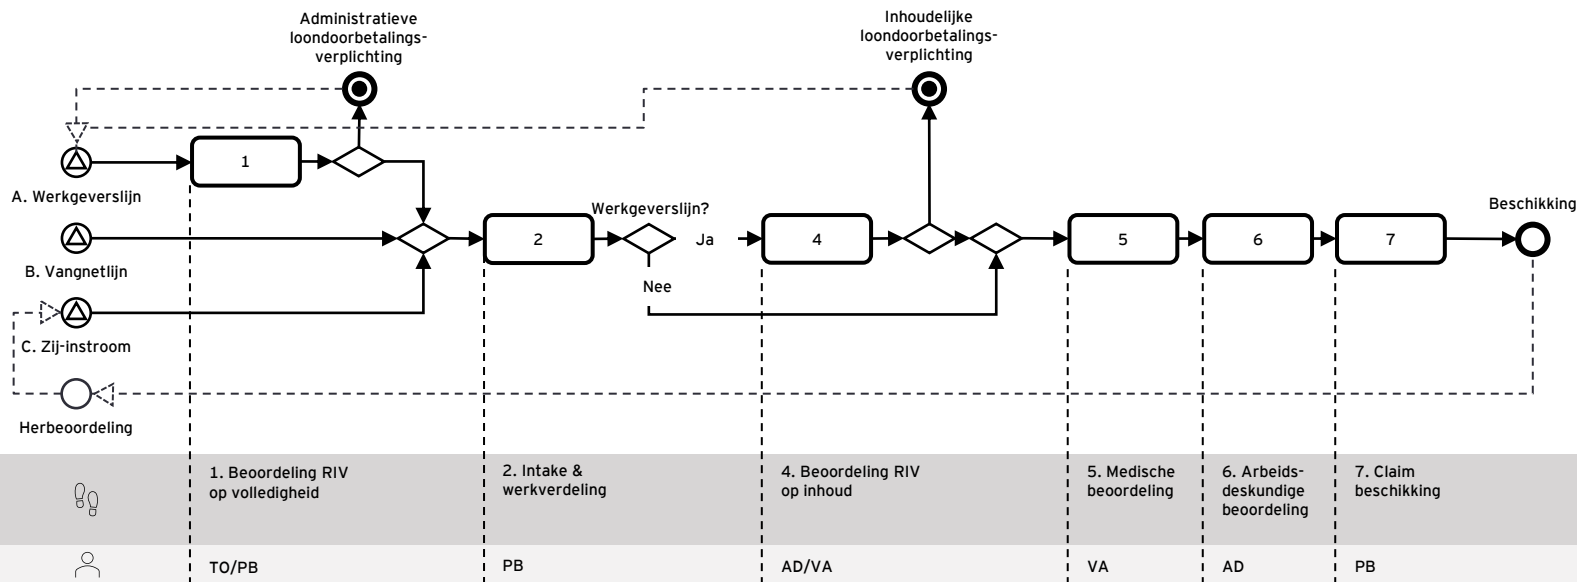 Administratieve
loondoorbetalings-
verplichting
Inhoudelijke
loondoorbetalings-
verplichting
1
A. Werkgeverslijn
Werkgeverslijn?
Beschikking
2
Ja
4
5
6
7
B. Vangnetlijn
Nee
C. Zij-instroom
Herbeoordeling
1. Beoordeling RIV
op volledigheid
2. Intake &
werkverdeling
4. Beoordeling RIV
op inhoud
5. Medische
beoordeling
6. Arbeids-
deskundige
beoordeling
7. Claim
beschikking
TO/PB
PB
AD/VA
VA
AD
PB